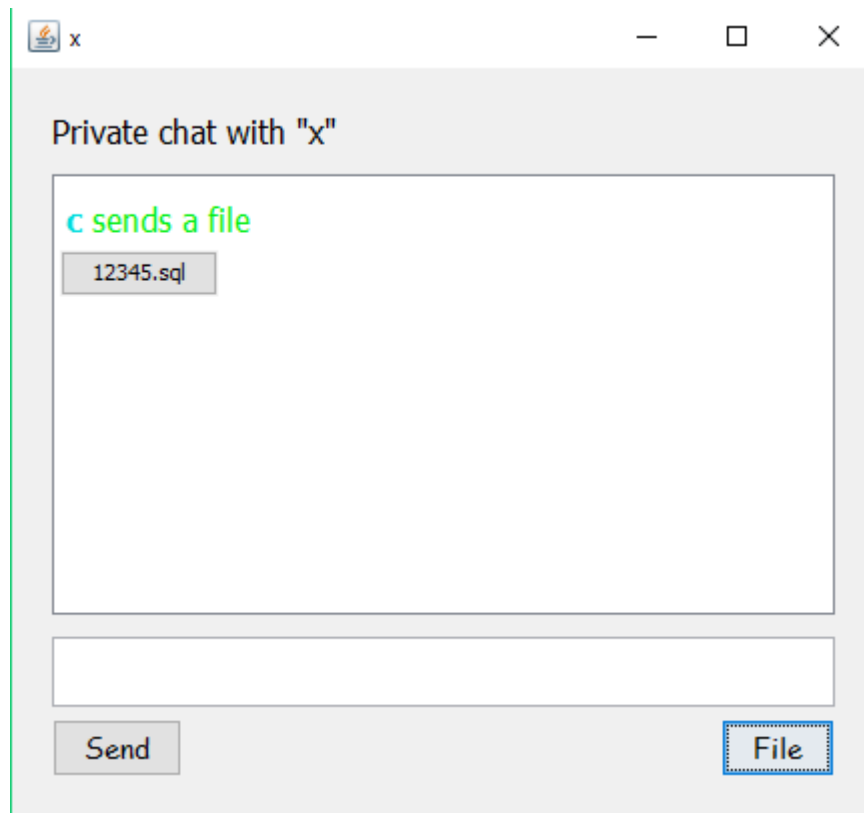 x
Private chat with "x"
c sends a file
12345.sql
Send
File